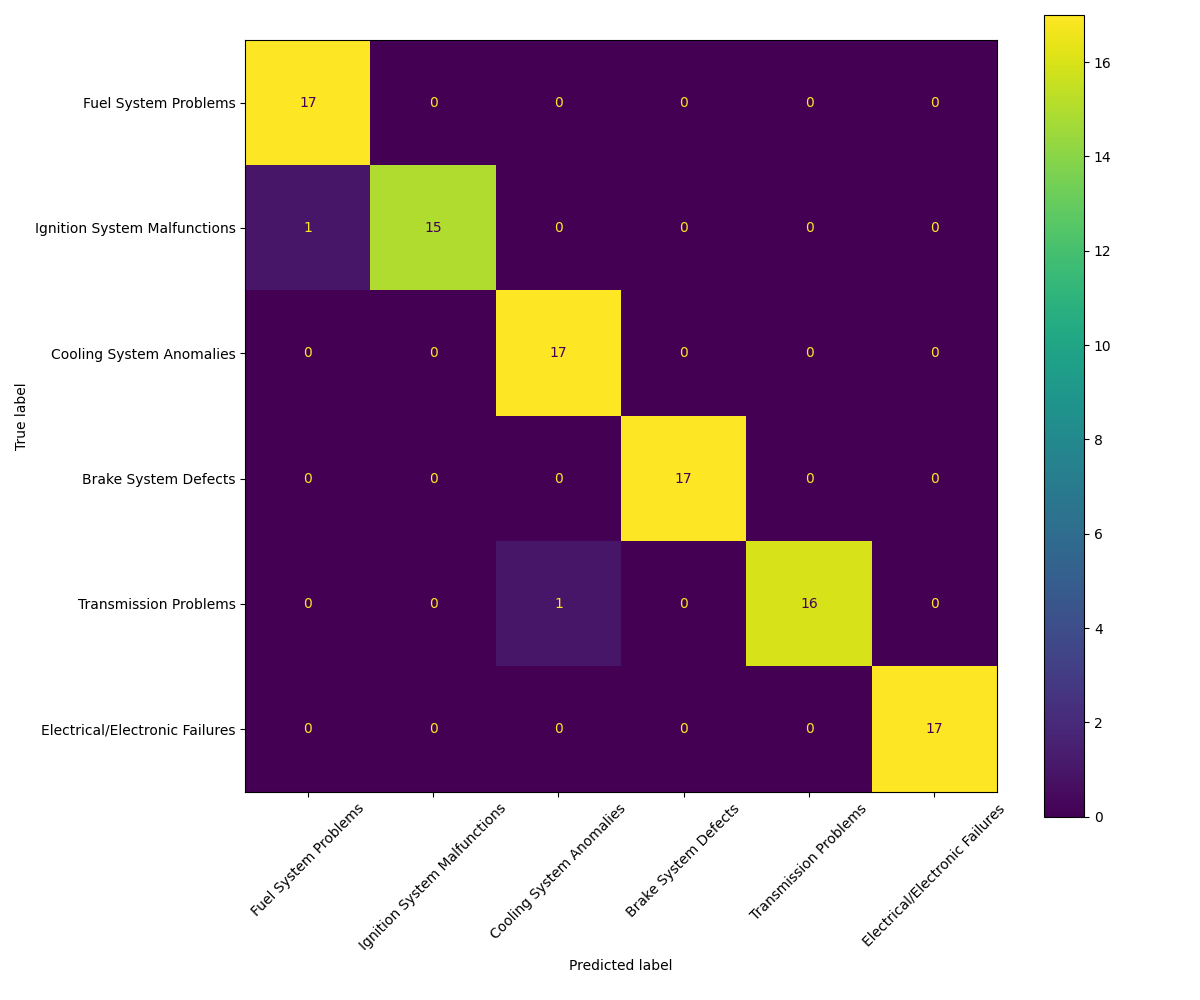 Fuel System Problems 17 0 0 0 0 0
Ignition System Malfunctions 1 15 0 0 0 0
Cooling System Anomalies 0 0 17 0 0 0
Brake System Defects 0 0 0 17 0 0
Transmission Problems 0 0 1 0 16 0
Electrical/Electronic Failures 0 0 0 0 0 17
True label
Fuel System Problems
Ignition System Malfunctions
Cooling System Anomalies
Brake System Defects
Transmission Problems
Electrical/Electronic Failures
Predicted label
16
14
12
10
8
6
4
2
0